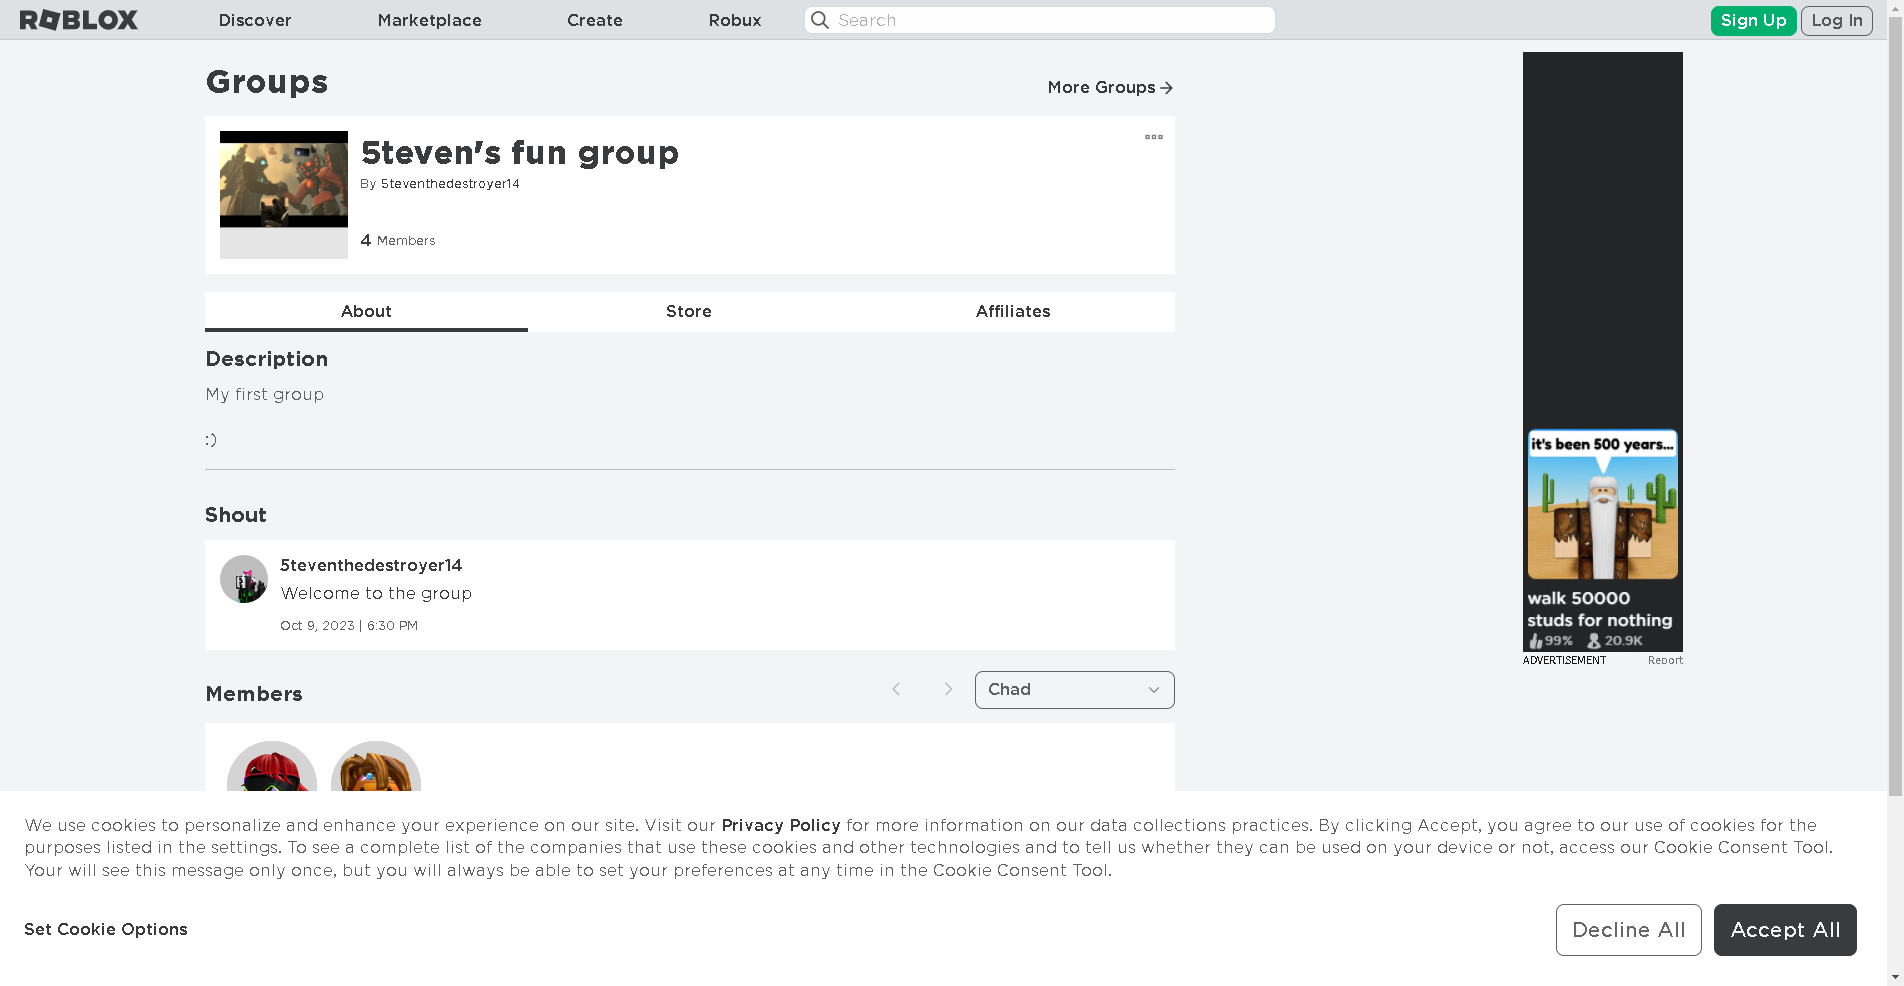 ROBLOX
Discover
Marketplace
Create
Robux
Search
Sign Up
Log In
Groups
More Groups
5teven's fun group
By 5teventhedestroyer14
4 Members
About
Store
Affiliates
Description
My first group
:)
Shout
5teventhedestroyer14
Welcome to the group
Oct 9, 2023 | 6:30 PM
Members
Chad
it's been 500 years...
walk 50000
studs for nothing
99% 20.9K
ADVERTISEMENT
Report
We use cookies to personalize and enhance your experience on our site. Visit our Privacy Policy for more information on our data collections practices. By clicking Accept, you agree to our use of cookies for the
purposes listed in the settings. To see a complete list of the companies that use these cookies and other technologies and to tell us whether they can be used on your device or not, access our Cookie Consent Tool.
Your will see this message only once, but you will always be able to set your preferences at any time in the Cookie Consent Tool.
Set Cookie Options
Decline All
Accept All